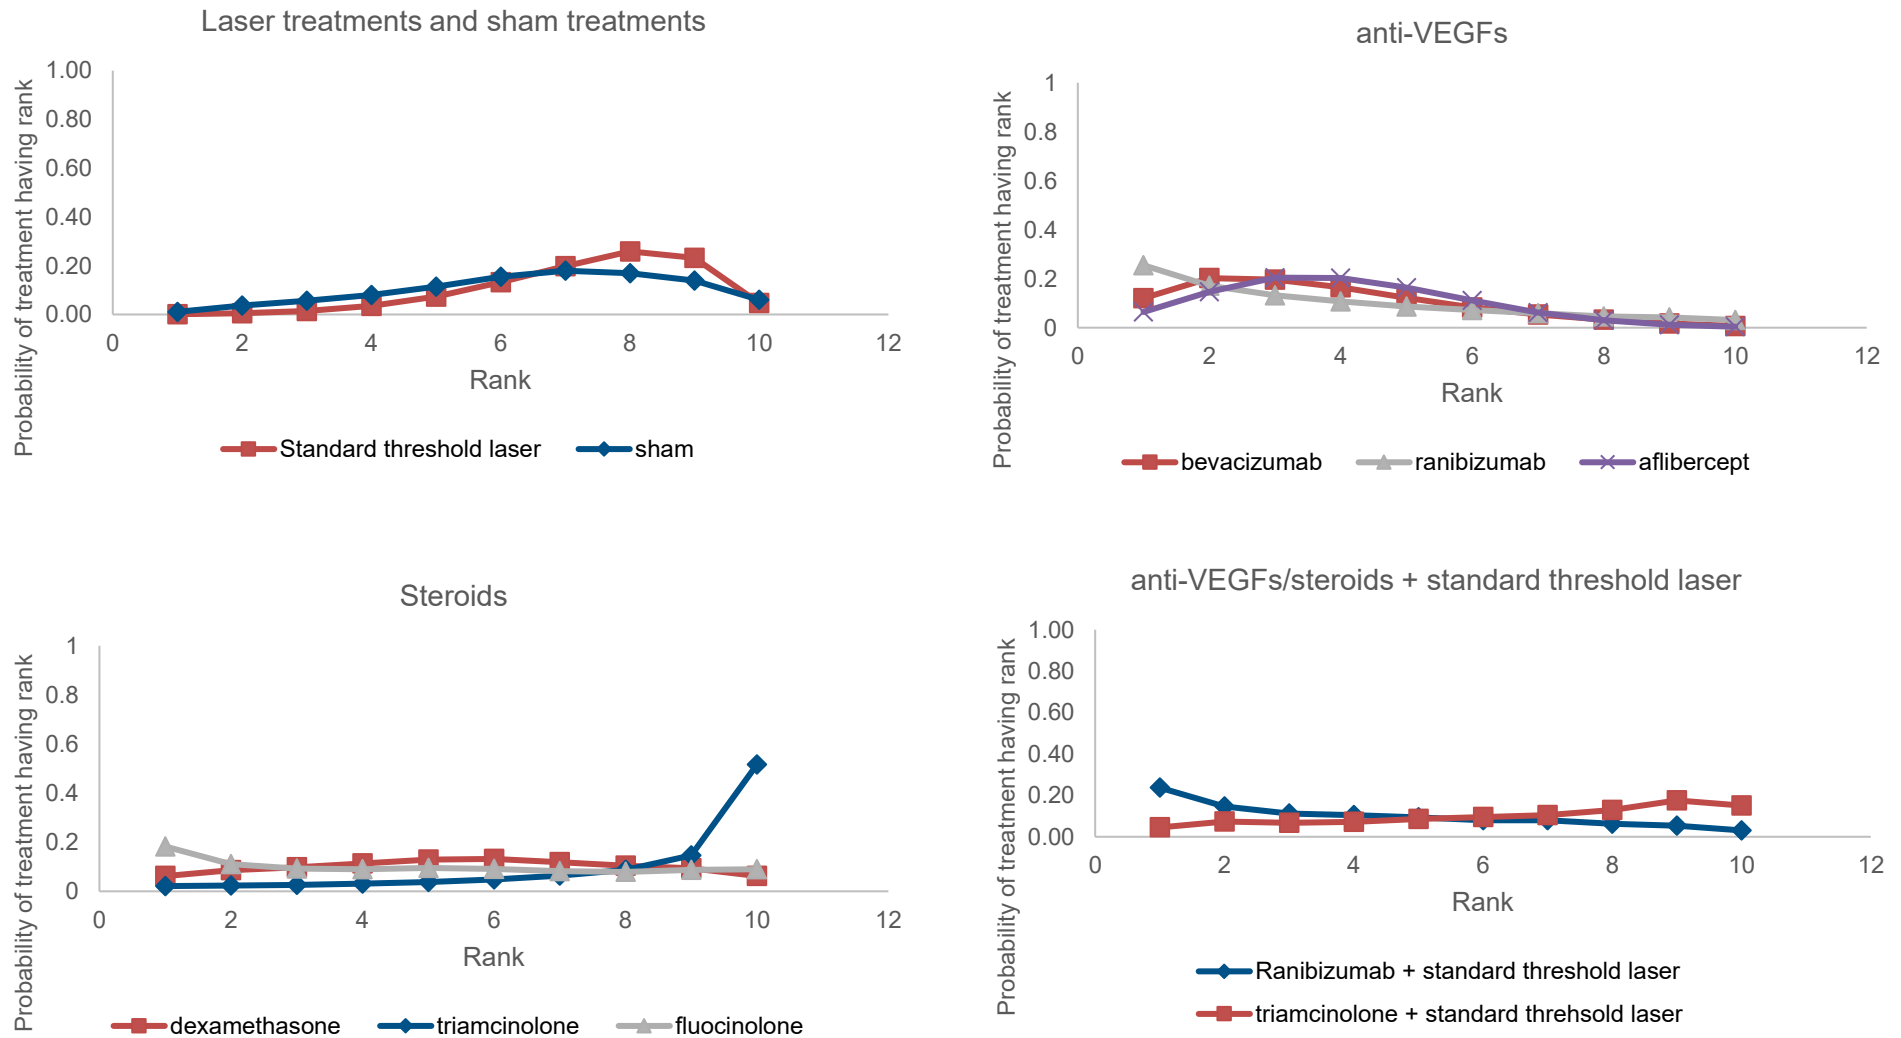 Laser treatments and sham treatments
Probability of treatment having rank
1.00
0.80
0.60
0.40
0.20
0.00
0 2 4 6 8 10 12
Rank
Standard threshold laser sham
anti-VEGFs
Probability of treatment having rank
1
0.8
0.6
0.4
0.2
0
0 2 4 6 8 10 12
Rank
bevacizumab ranibizumab aflibercept
Steroids
Probability of treatment having rank
1
0.8
0.6
0.4
0.2
0
0 2 4 6 8 10 12
Rank
dexamethasone triamcinolone fluocinolone
anti-VEGFs/steroids + standard threshold laser
Probability of treatment having rank
1.00
0.80
0.60
0.40
0.20
0.00
0 2 4 6 8 10 12
Rank
Ranibizumab + standard threshold laser
triamcinolone + standard threhsold laser